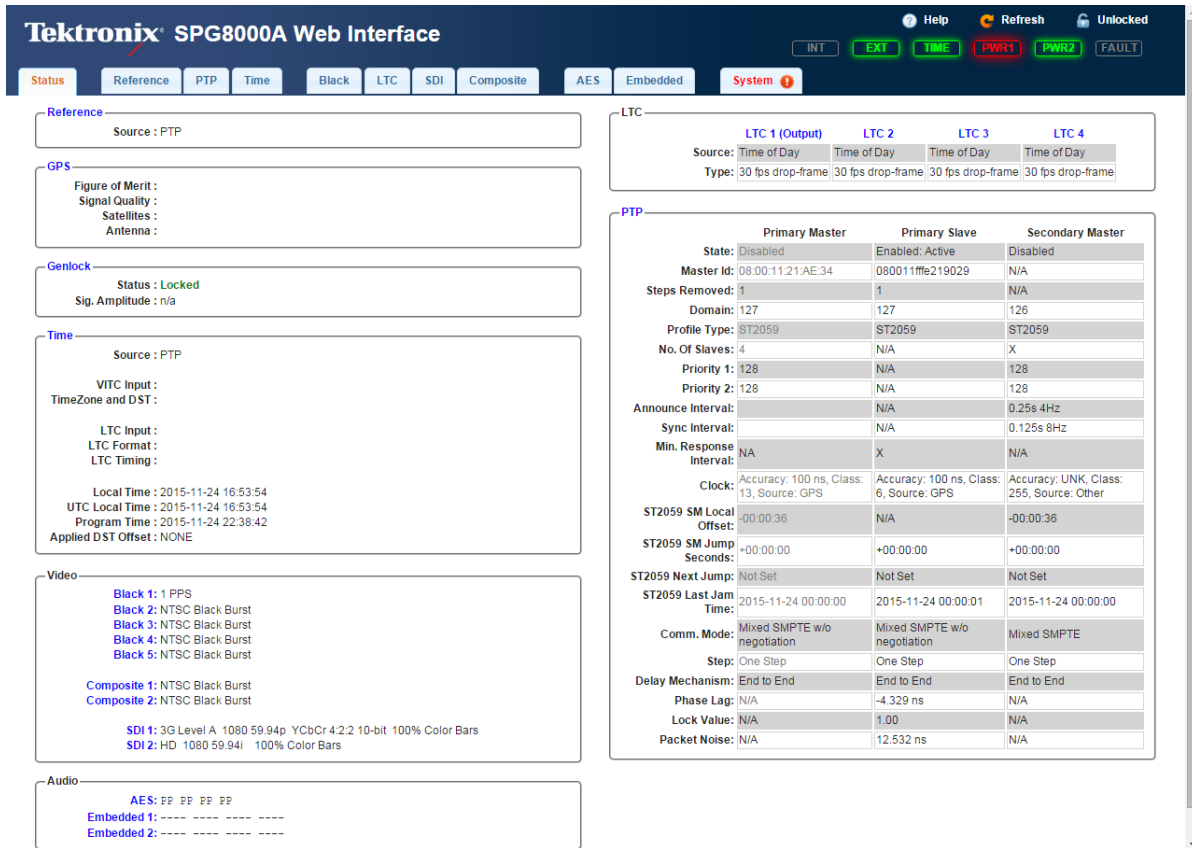 Tektronix SPG8000A Web Interface
Help Refresh Unlocked
INT EXT TIME PWR1 PWR2 FAULT
Status Reference PTP Time Black LTC SDI Composite AES Embedded System
Reference
Source : PTP
GPS
Figure of Merit :
Signal Quality :
Satellites :
Antenna :
Genlock
Status : Locked
Sig. Amplitude : n/a
Time
Source : PTP
VITC Input :
TimeZone and DST :
LTC Input :
LTC Format :
LTC Timing :
Local Time : 2015-11-24 16:53:54
UTC Local Time : 2015-11-24 16:53:54
Program Time : 2015-11-24 22:38:42
Applied DST Offset : NONE
Video
Black 1: 1 PPS
Black 2: NTSC Black Burst
Black 3: NTSC Black Burst
Black 4: NTSC Black Burst
Black 5: NTSC Black Burst
Composite 1: NTSC Black Burst
Composite 2: NTSC Black Burst
SDI 1: 3G Level A 1080 59.94p YCbCr 4:2:2 10-bit 100% Color Bars
SDI 2: HD 1080 59.94i 100% Color Bars
Audio
AES: PP PP PP PP
Embedded 1: ---- ---- ---- ----
Embedded 2: ---- ---- ---- ----
LTC
LTC 1 (Output) LTC 2 LTC 3 LTC 4
Source: Time of Day Time of Day Time of Day Time of Day
Type: 30 fps drop-frame 30 fps drop-frame 30 fps drop-frame 30 fps drop-frame
PTP
Primary Master Primary Slave Secondary Master
State: Disabled Enabled: Active Disabled
Master Id: 08:00:11:21:AE:34 080011fffe219029 N/A
Steps Removed: 1 1 N/A
Domain: 127 127 126
Profile Type: ST2059 ST2059 ST2059
No. Of Slaves: 4 N/A X
Priority 1: 128 N/A 128
Priority 2: 128 N/A 128
Announce Interval: N/A 0.25s 4Hz
Sync Interval: N/A 0.125s 8Hz
Min. Response Interval: NA X N/A
Clock: Accuracy: 100 ns, Class: 13, Source: GPS Accuracy: 100 ns, Class: 6, Source: GPS Accuracy: UNK, Class: 255, Source: Other
ST2059 SM Local Offset: -00:00:36 N/A -00:00:36
ST2059 SM Jump Seconds: +00:00:00 +00:00:00 +00:00:00
ST2059 Next Jump: Not Set Not Set Not Set
ST2059 Last Jam Time: 2015-11-24 00:00:00 2015-11-24 00:00:01 2015-11-24 00:00:00
Comm. Mode: Mixed SMPTE w/o negotiation Mixed SMPTE w/o negotiation Mixed SMPTE
Step: One Step One Step One Step
Delay Mechanism: End to End End to End End to End
Phase Lag: N/A -4.329 ns N/A
Lock Value: N/A 1.00 N/A
Packet Noise: N/A 12.532 ns N/A